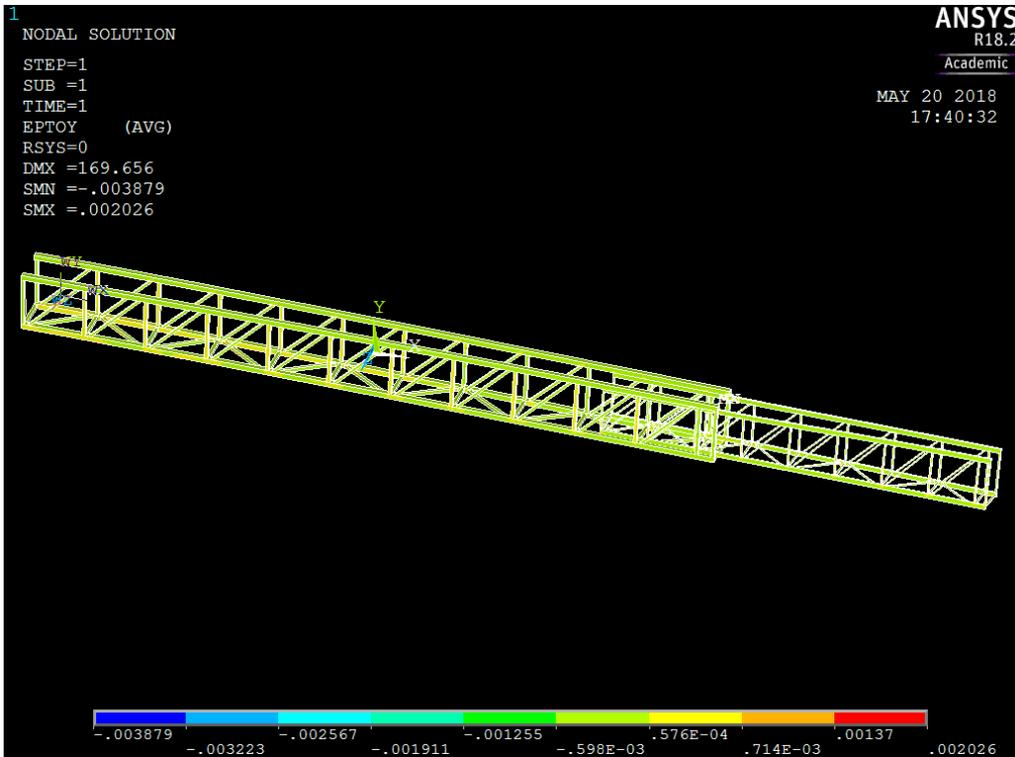 1
NODAL SOLUTION
STEP=1
SUB =1
TIME=1
EPTOY    (AVG)
RSYS=0
DMX =169.656
SMN =-.003879
SMX =.002026
ANSYS
R18.2
Academic
MAY 20 2018
17:40:32
WY
WX
Y
X
-.003879
-.003223
-.002567
-.001911
-.001255
-.598E-03
.576E-04
.714E-03
.00137
.002026